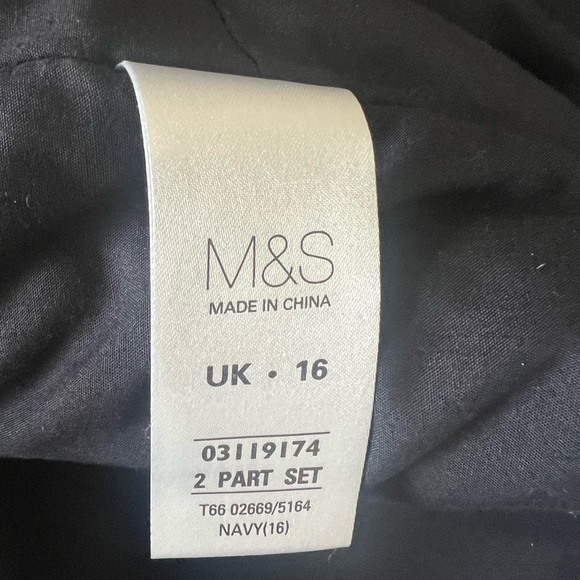 M&S
MADE IN CHINA
UK • 16
03119174
2 PART SET
T66 02669/5164
NAVY(16)